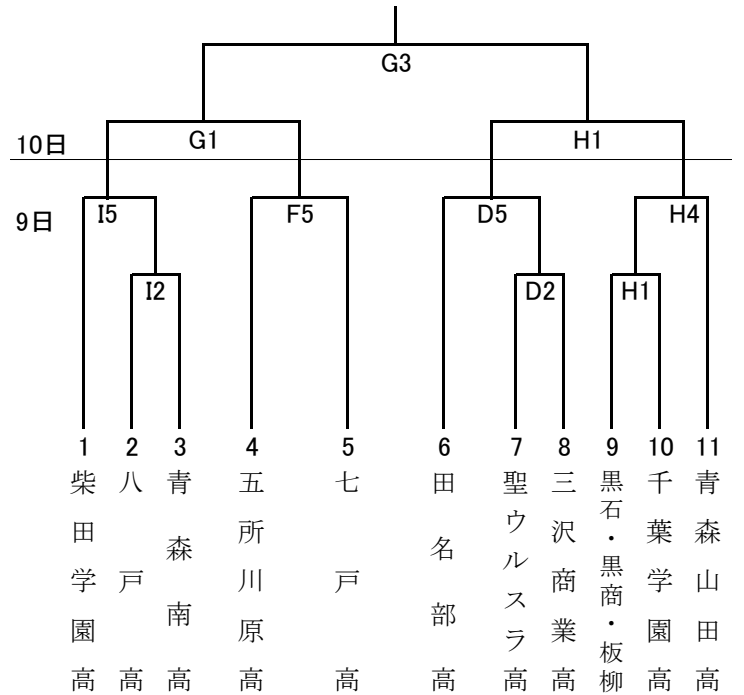 G3
10日
G1
H1
9日
I5
F5
D5
H4
I2
D2
H1
1
2
3
4
5
6
7
8
9
10
11
柴田学園高
八戸高
青森南高
五所川原高
七戸高
田名部高
聖ウルスラ高
三沢商業高
黒石・黒商・板柳
千葉学園高
青森山田高